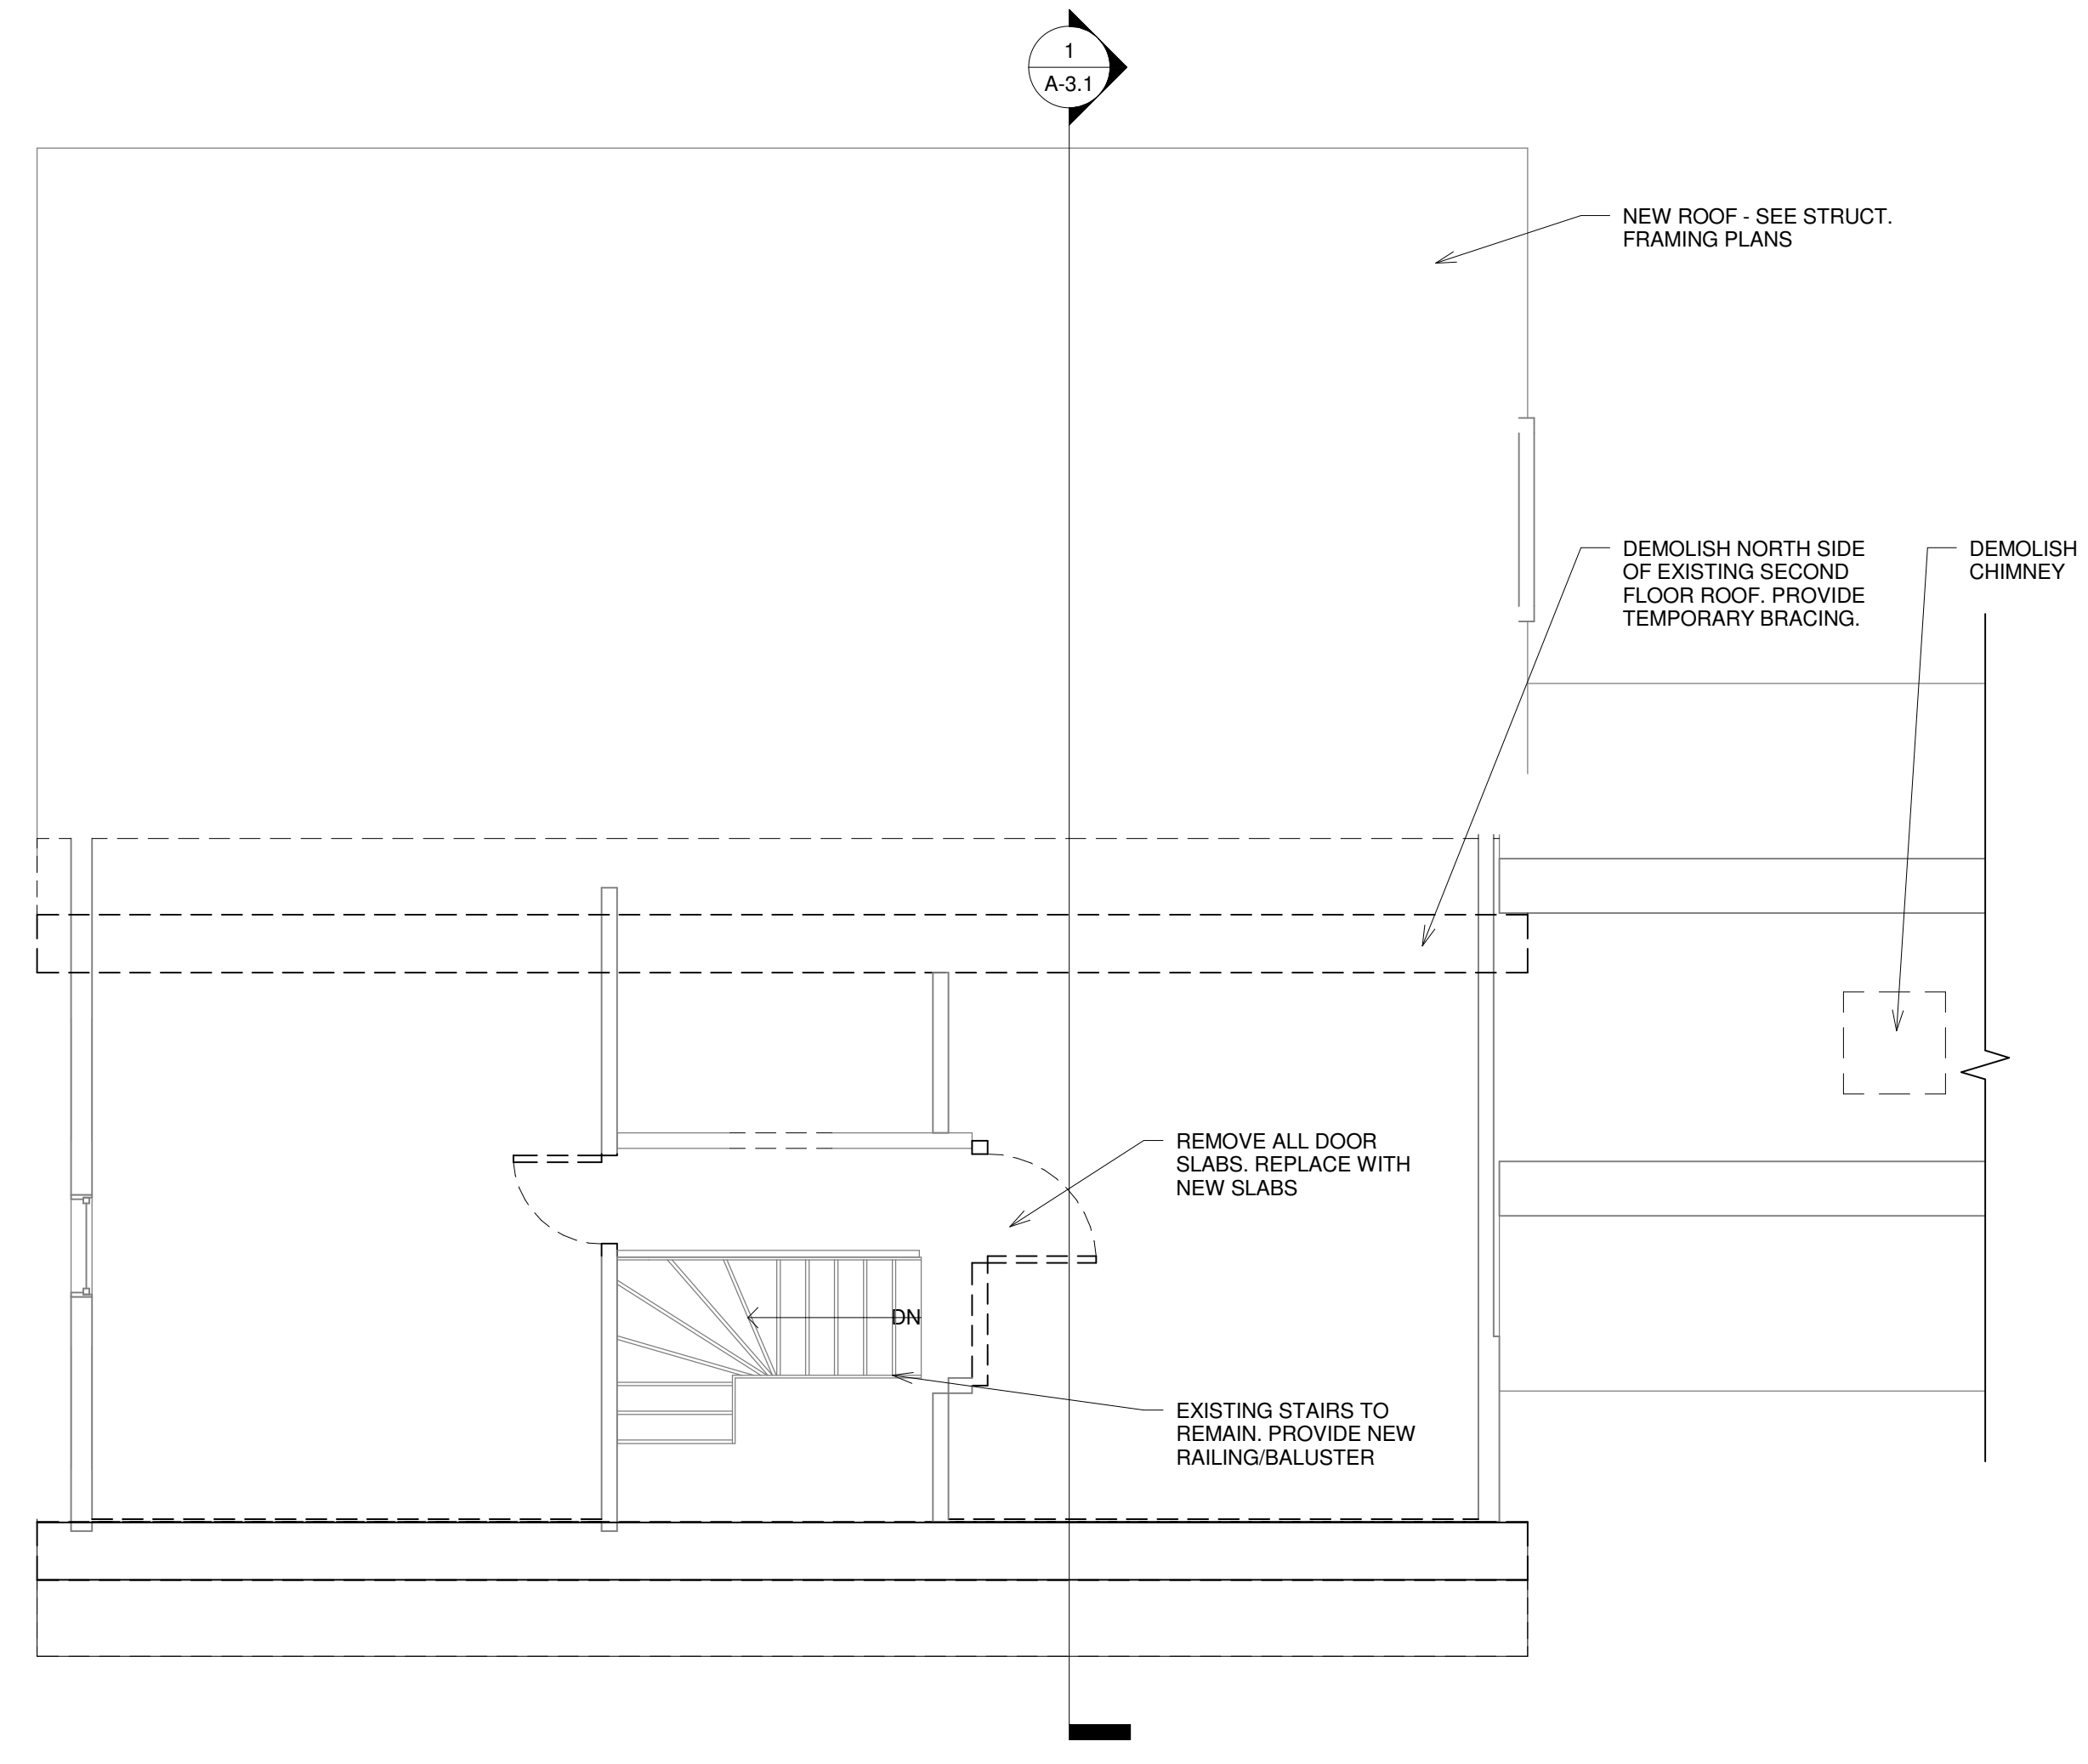 1
A-3.1
NEW ROOF - SEE STRUCT.
FRAMING PLANS
DEMOLISH NORTH SIDE
OF EXISTING SECOND
FLOOR ROOF. PROVIDE
TEMPORARY BRACING.
DEMOLISH
CHIMNEY
REMOVE ALL DOOR
SLABS. REPLACE WITH
NEW SLABS
DN
EXISTING STAIRS TO
REMAIN. PROVIDE NEW
RAILING/BALUSTER